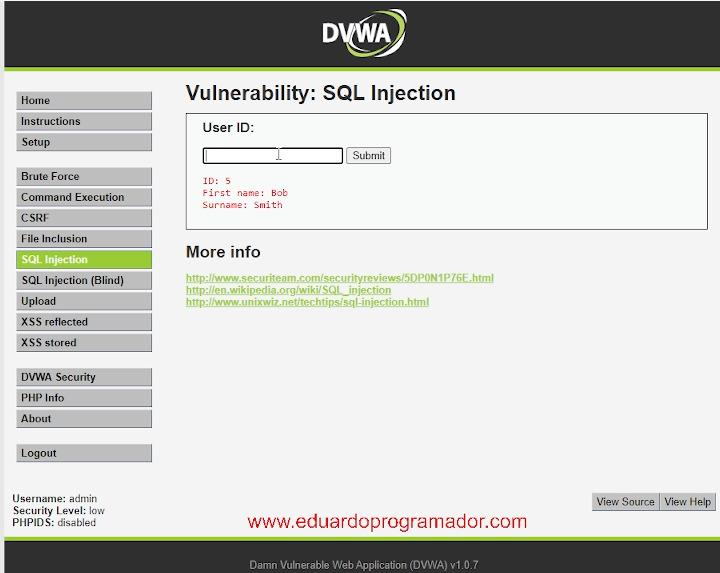 DVWA
Vulnerability: SQL Injection
Home
Instructions
Setup
Brute Force
Command Execution
CSRF
File Inclusion
SQL Injection
SQL Injection (Blind)
Upload
XSS reflected
XSS stored
DVWA Security
PHP Info
About
Logout
User ID:
Submit
ID: 5
First name: Bob
Surname: Smith
More info
http://www.securiteam.com/securityreviews/5DP0N1P76E.html
http://en.wikipedia.org/wiki/SQL_injection
http://www.unixwiz.net/techtips/sql-injection.html
Username: admin
Security Level: low
PHPIDS: disabled
View Source View Help
www.eduardoprogramador.com
Damn Vulnerable Web Application (DVWA) v1.0.7